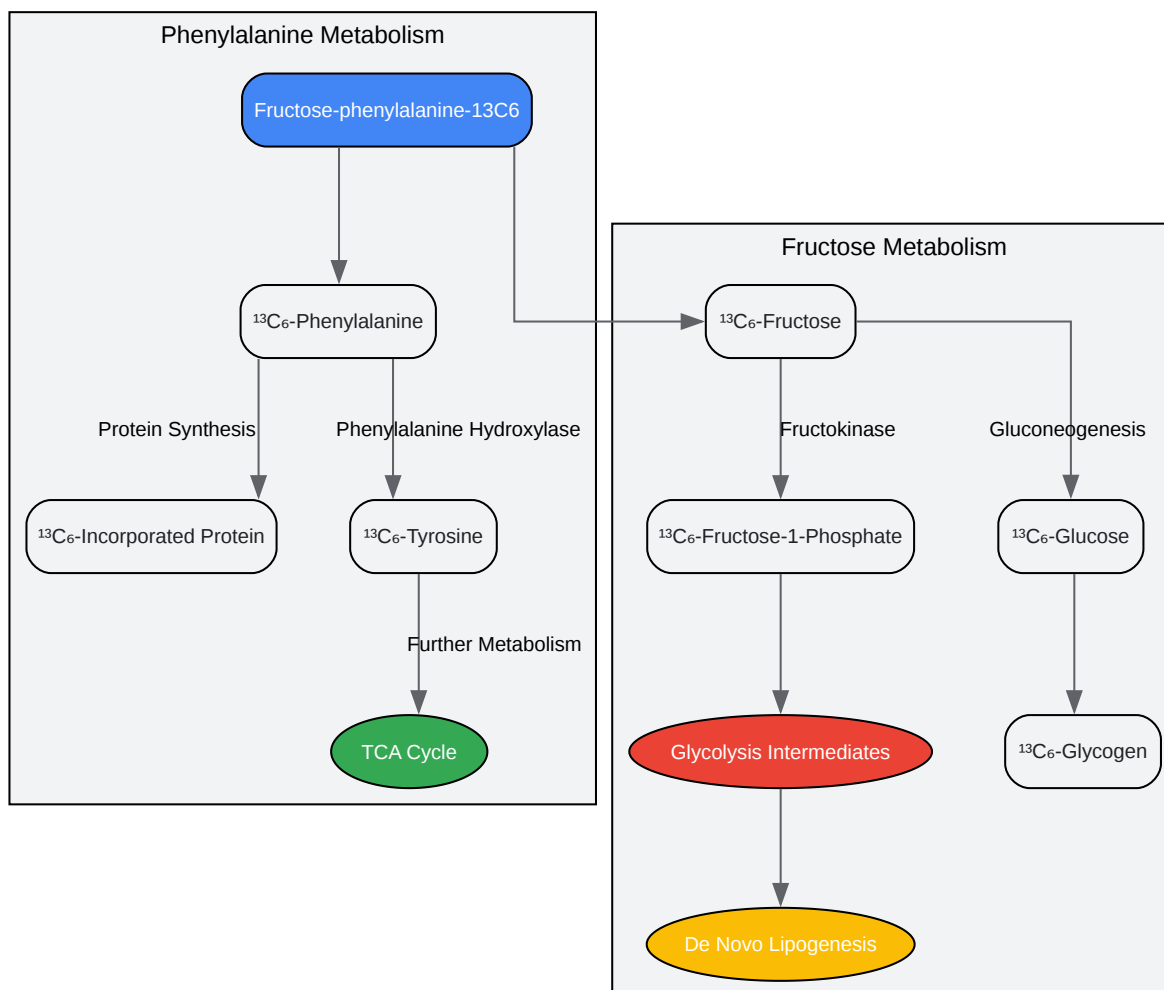 Phenylalanine Metabolism
Fructose-phenylalanine-13C6
Fructose Metabolism
¹³C₆-Phenylalanine
¹³C₆-Fructose
Protein Synthesis
Phenylalanine Hydroxylase
Fructokinase
Gluconeogenesis
¹³C₆-Incorporated Protein
¹³C₆-Tyrosine
¹³C₆-Fructose-1-Phosphate
¹³C₆-Glucose
Further Metabolism
TCA Cycle
Glycolysis Intermediates
¹³C₆-Glycogen
De Novo Lipogenesis